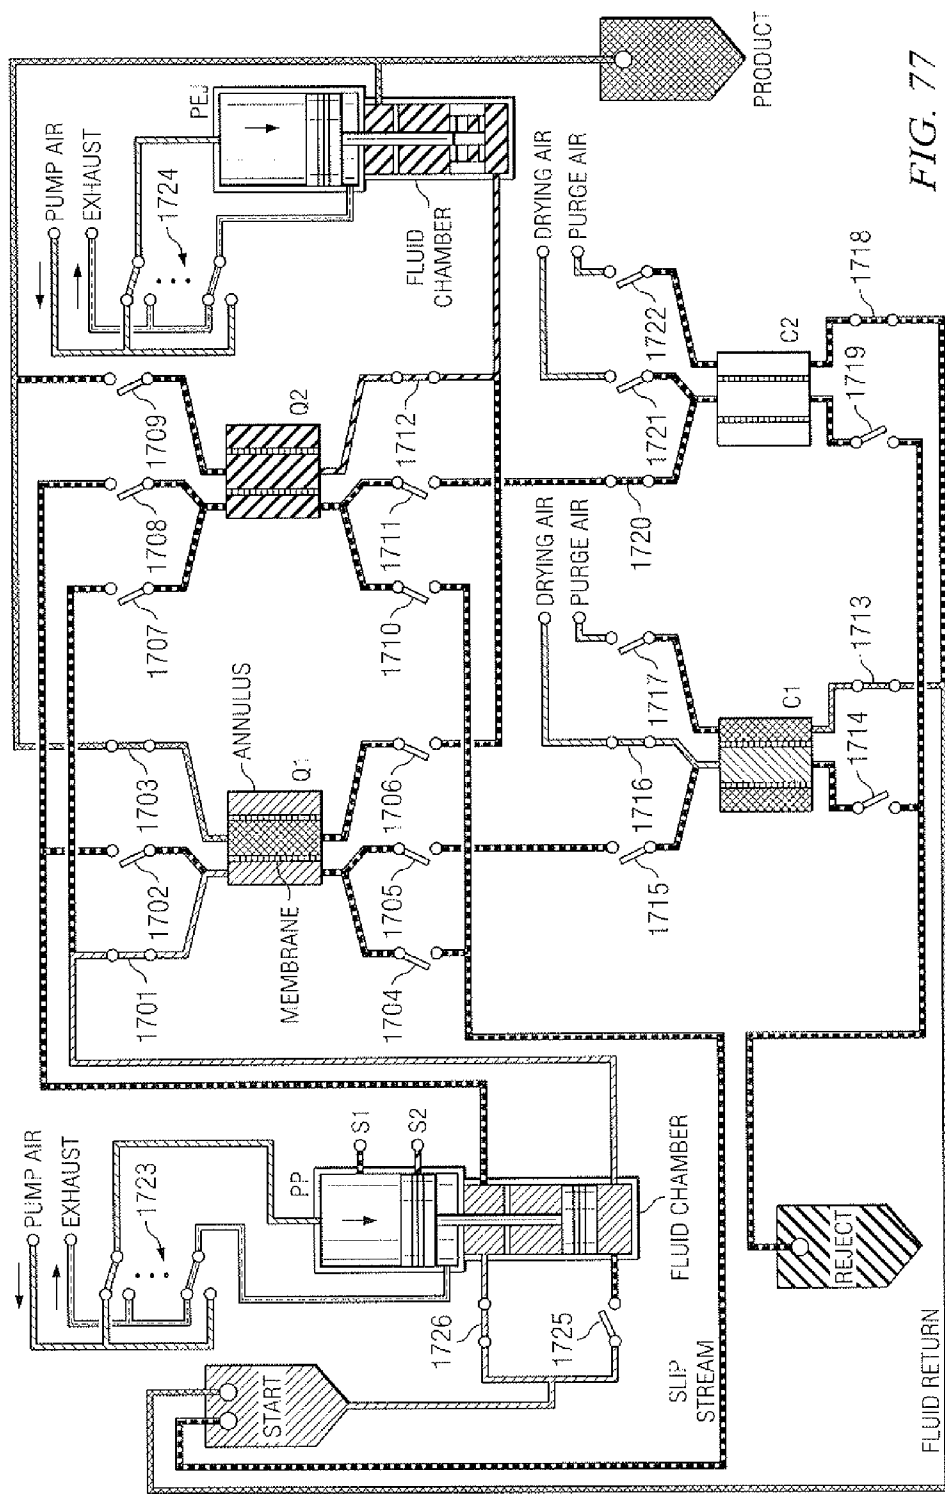 PUMP AIR
EXHAUST
1723
START
PP
S1
S2
1726
1725
FLUID CHAMBER
SLIP
STREAM
REJECT
FLUID RETURN
1701
1702
1703
ANNULUS
MEMBRANE
Q1
1704
1705
1706
1707
1708
1709
Q2
1710
1711
1712
PUMP AIR
EXHAUST
1724
PEJ
FLUID
CHAMBER
PRODUCT
DRYING AIR
PURGE AIR
1715
1716
1717
C1
1714
1713
DRYING AIR
PURGE AIR
1720
1721
1722
C2
1719
1718
FIG. 77